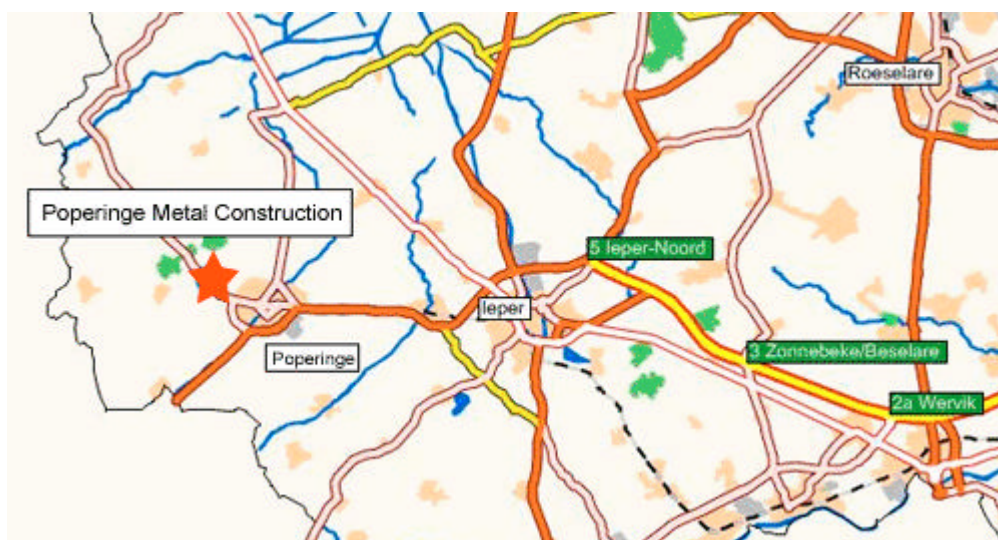 Roeselare
Poperinge Metal Construction
5 Ieper-Noord
Ieper
Poperinge
3 Zonnebeke/Beselare
2a Wervik